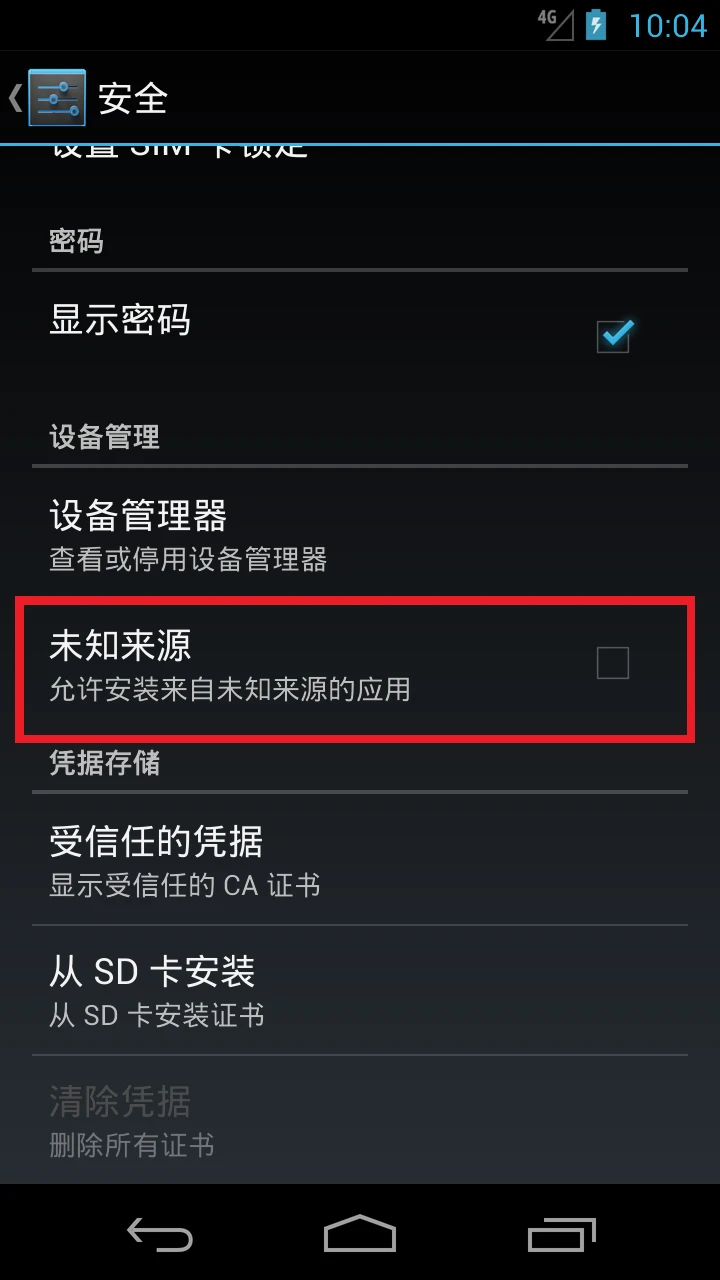 4G 10:04
安全
设置 SIM 卡锁定
密码
显示密码
设备管理
设备管理器
查看或停用设备管理器
未知来源
允许安装来自未知来源的应用
凭据存储
受信任的凭据
显示受信任的 CA 证书
从 SD 卡安装
从 SD 卡安装证书
清除凭据
删除所有证书